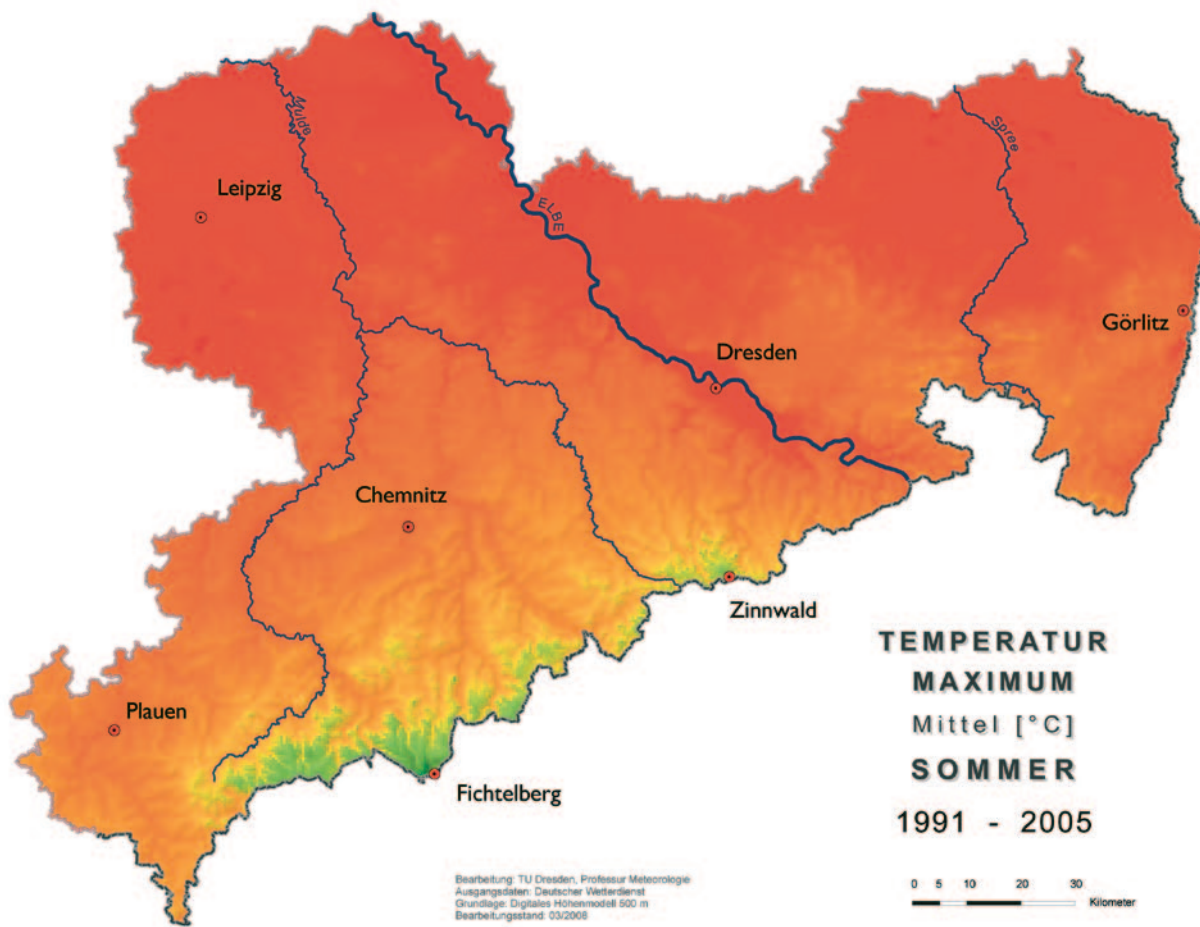 Mulde
Spree
Leipzig
ELBE
Görlitz
Dresden
Chemnitz
Zinnwald
Plauen
Fichtelberg
TEMPERATUR
MAXIMUM
Mittel [°C]
SOMMER
1991 - 2005
Bearbeitung: TU Dresden, Professur Meteorologie
Ausgangsdaten: Deutscher Wetterdienst
Grundlage: Digitales Höhenmodell 500 m
Bearbeitungsstand: 03/2008
0 5 10 20 30
Kilometer